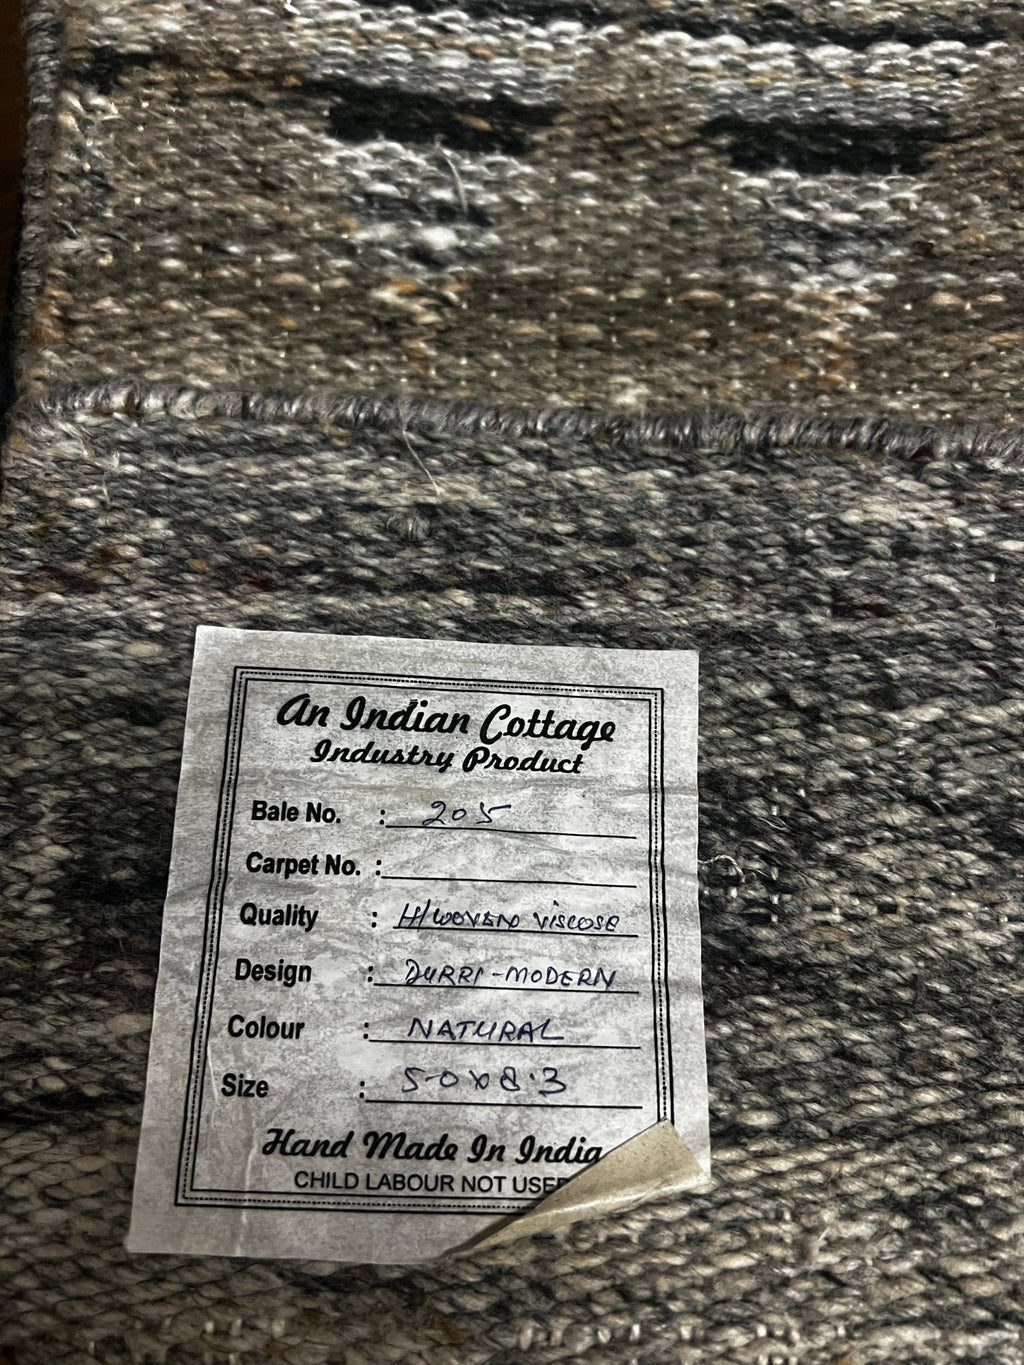 An Indian Cottage
Industry Product
Bale No. : 205
Carpet No. :
Quality : H/WOVEN VISCOSE
Design : DURRI-MODERN
Colour : NATURAL
Size : 5-0x8.3
Hand Made In India
CHILD LABOUR NOT USED